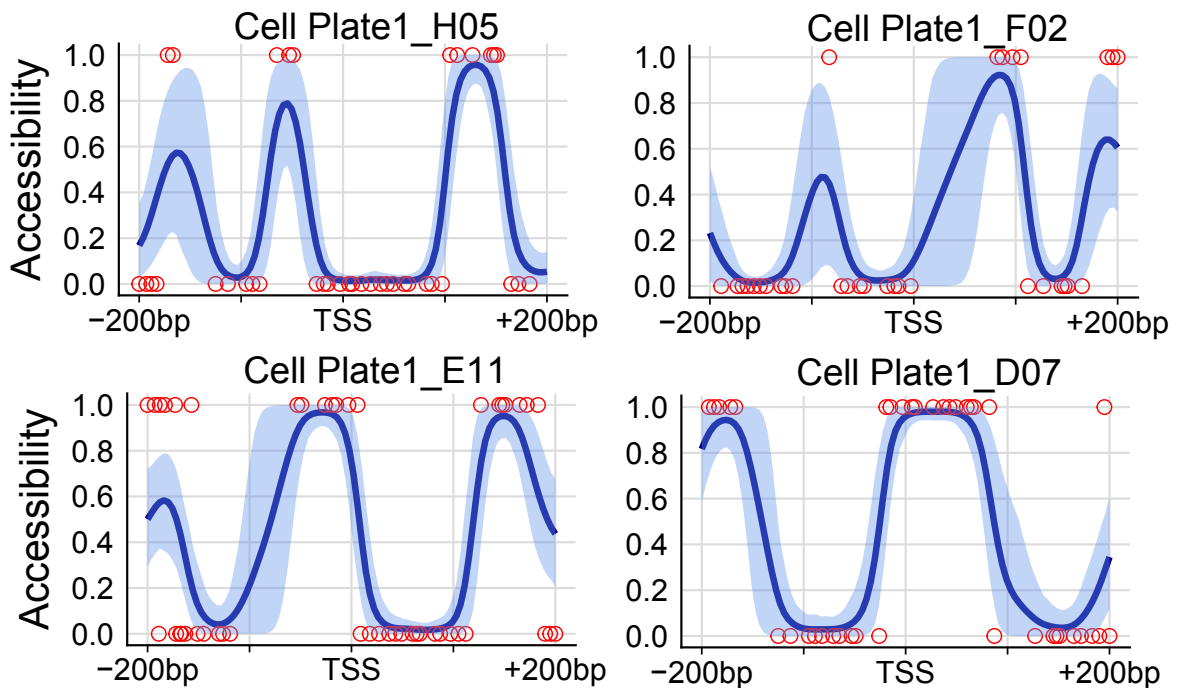 Cell Plate1_H05
Cell Plate1_F02
Accessibility
1.0
0.8
0.6
0.4
0.2
0.0
1.0
0.8
0.6
0.4
0.2
0.0
−200bp TSS +200bp
−200bp TSS +200bp
Cell Plate1_E11
Cell Plate1_D07
Accessibility
1.0
0.8
0.6
0.4
0.2
0.0
1.0
0.8
0.6
0.4
0.2
0.0
−200bp TSS +200bp
−200bp TSS +200bp